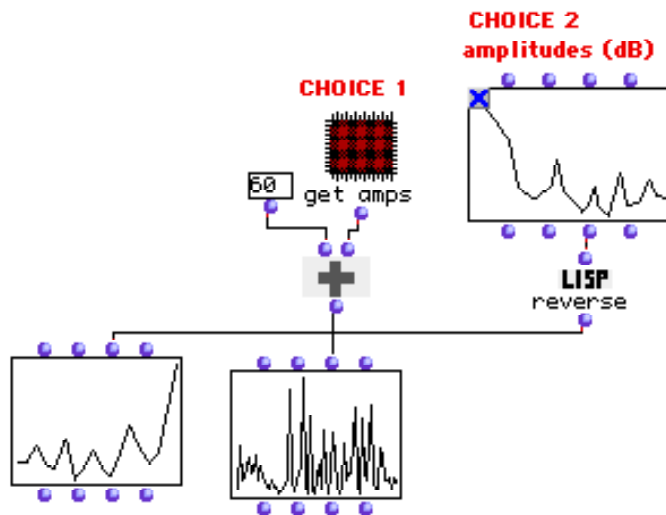 CHOICE 2
amplitudes (dB)
CHOICE 1
60
get amps
LISP
reverse